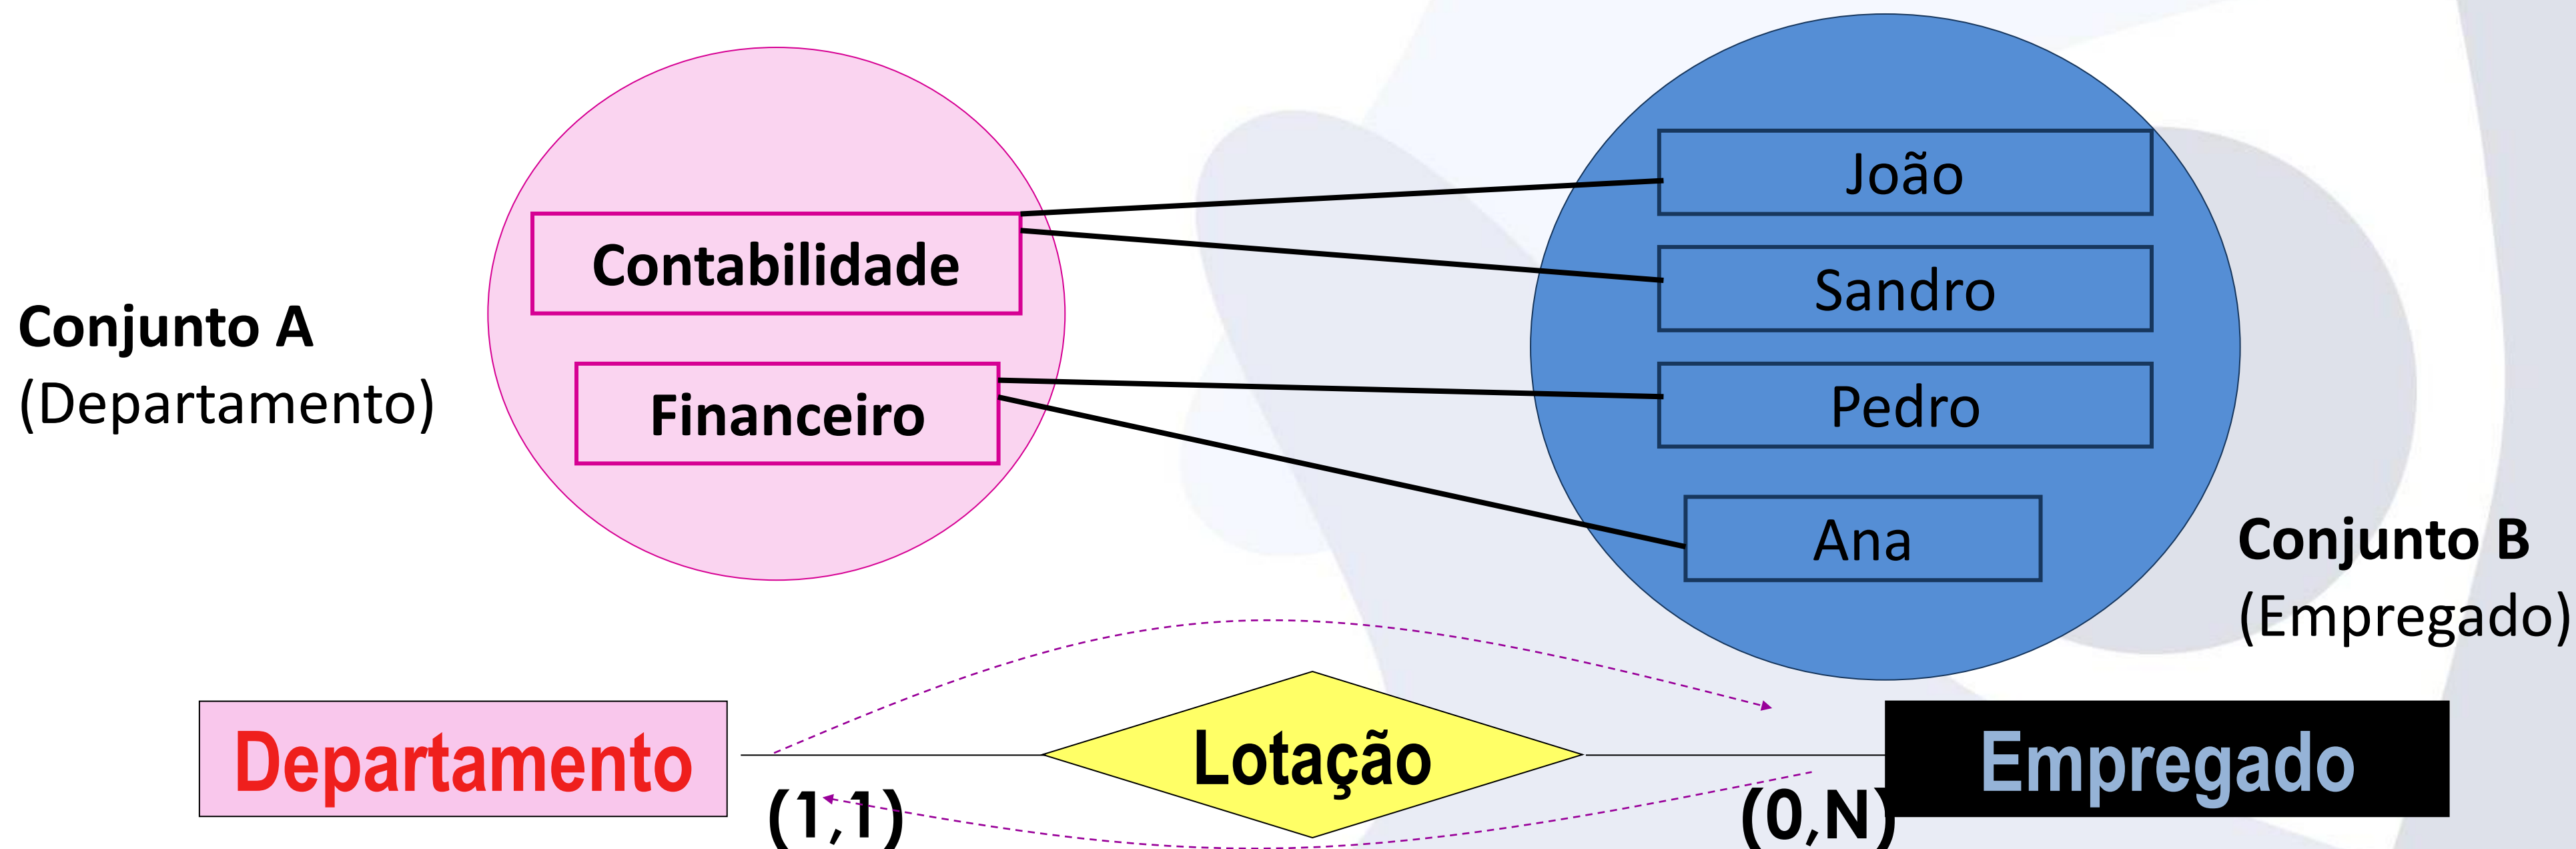 Conjunto A
(Departamento)
Contabilidade
Financeiro
João
Sandro
Pedro
Ana
Conjunto B
(Empregado)
Departamento
(1,1)
Lotação
(0,N)
Empregado